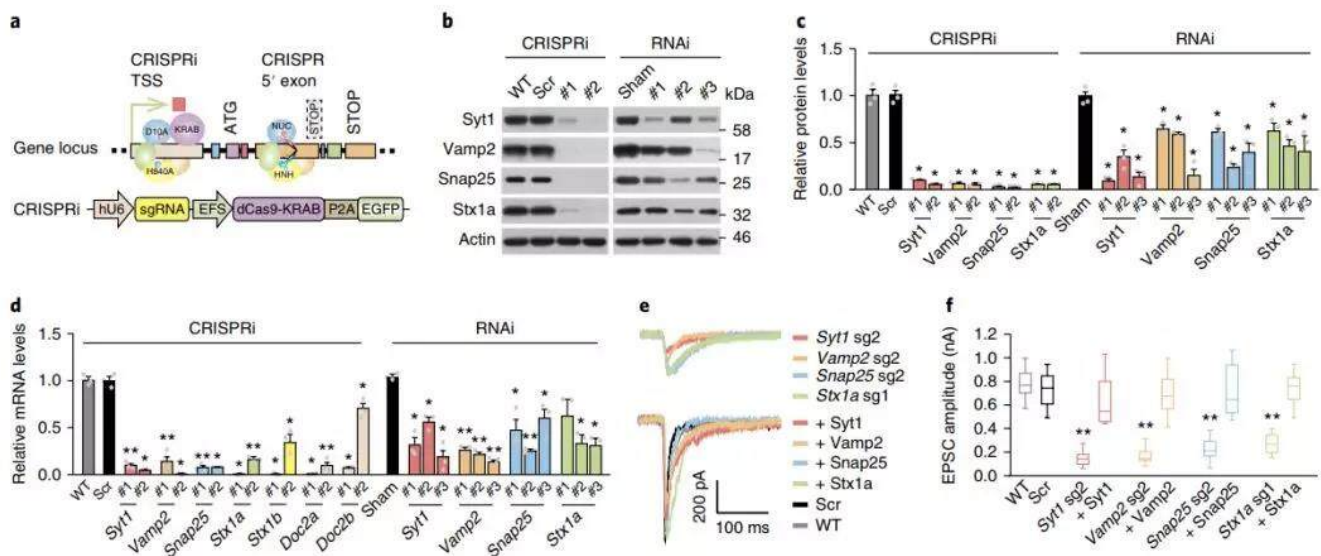 a
CRISPRi
TSS
CRISPR
5′ exon
D10A
KRAB
ATG
NUC
STOP
STOP
Gene locus
H840A
HNH
CRISPRi
hU6
sgRNA
EFS
dCas9-KRAB
P2A
EGFP
b
CRISPRi
RNAi
WT Scr #1 #2 Sham #1 #2 #3 kDa
Syt1
58
Vamp2
17
Snap25
25
Stx1a
32
Actin
46
c
CRISPRi
RNAi
Relative protein levels
1.5
1.0
0.5
0
* * * * * * * * * * * * * * * * * * * *
WT Scr #1 #2 #1 #2 #1 #2 #1 #2 Sham #1 #2 #3 #1 #2 #3 #1 #2 #3 #1 #2 #3
Syt1 Vamp2 Snap25 Stx1a Syt1 Vamp2 Snap25 Stx1a
d
CRISPRi
RNAi
Relative mRNA levels
1.5
1.0
0.5
0
** * ** * ** * * ** * * * ** * * * * * ** ** ** * ** * * *
WT Scr #1 #2 #1 #2 #1 #2 #1 #2 #1 #2 #1 #2 #1 #2 Sham #1 #2 #3 #1 #2 #3 #1 #2 #3 #1 #2 #3
Syt1 Vamp2 Snap25 Stx1a Stx1b Doc2a Doc2b Syt1 Vamp2 Snap25 Stx1a
e
Syt1 sg2
Vamp2 sg2
Snap25 sg2
Stx1a sg1
+ Syt1
+ Vamp2
+ Snap25
+ Stx1a
Scr
WT
200 pA
100 ms
f
EPSC amplitude (nA)
1.2
1.0
0.8
0.6
0.4
0.2
0
** ** ** **
WT
Scr
Syt1 sg2
+ Syt1
Vamp2 sg2
+ Vamp2
Snap25 sg2
+ Snap25
Stx1a sg1
+ Stx1a